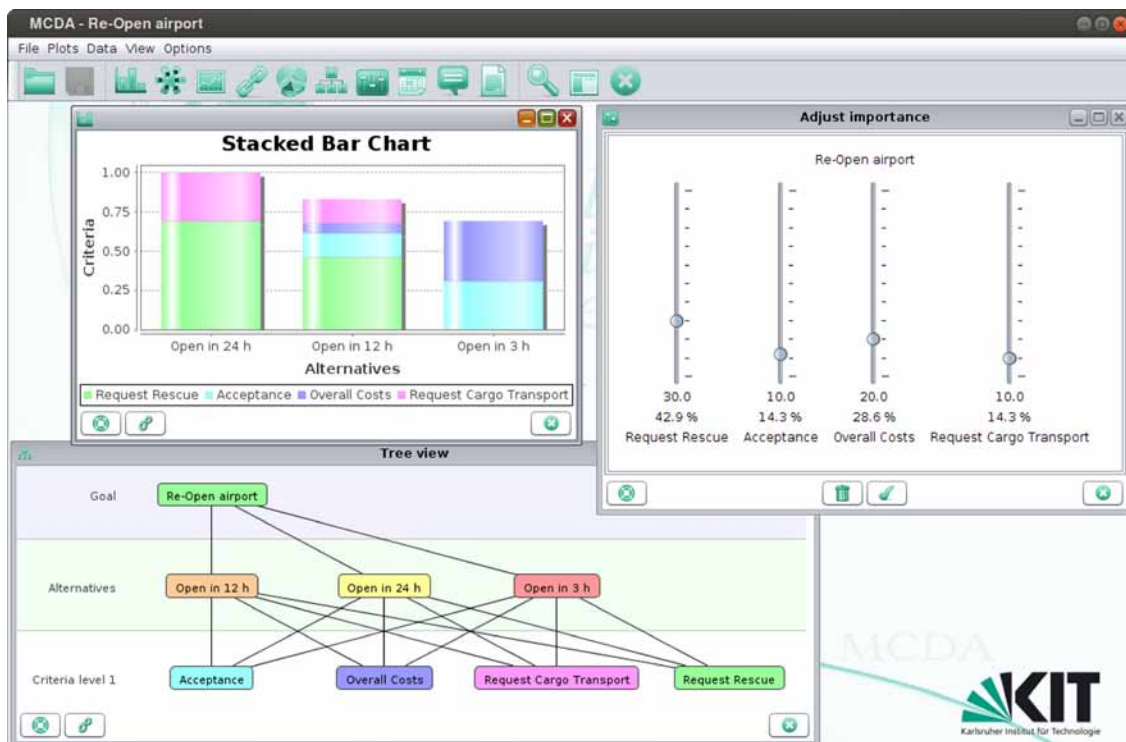 MCDA - Re-Open airport
File Plots Data View Options
Stacked Bar Chart
1.00
0.75
0.50
0.25
0.00
Criteria
Open in 24 h Open in 12 h Open in 3 h
Alternatives
Request Rescue Acceptance Overall Costs Request Cargo Transport
Adjust importance
Re-Open airport
30.0 10.0 20.0 10.0
42.9 % 14.3 % 28.6 % 14.3 %
Request Rescue Acceptance Overall Costs Request Cargo Transport
Tree view
Goal Re-Open airport
Alternatives Open in 12 h Open in 24 h Open in 3 h
Criteria level 1 Acceptance Overall Costs Request Cargo Transport Request Rescue
MCDA
KIT
Karlsruher Institut für Technologie